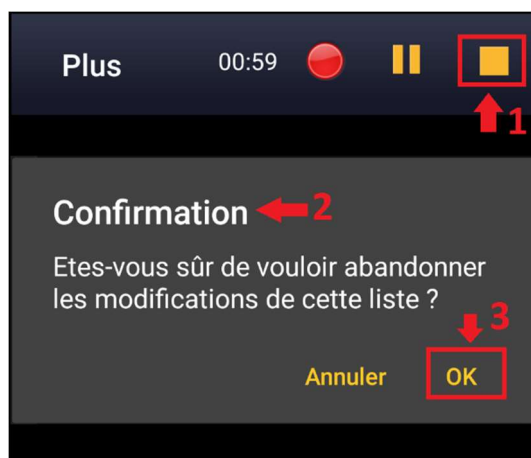 Plus 00:59
1
Confirmation 2
Etes-vous sûr de vouloir abandonner
les modifications de cette liste ?
3
Annuler OK